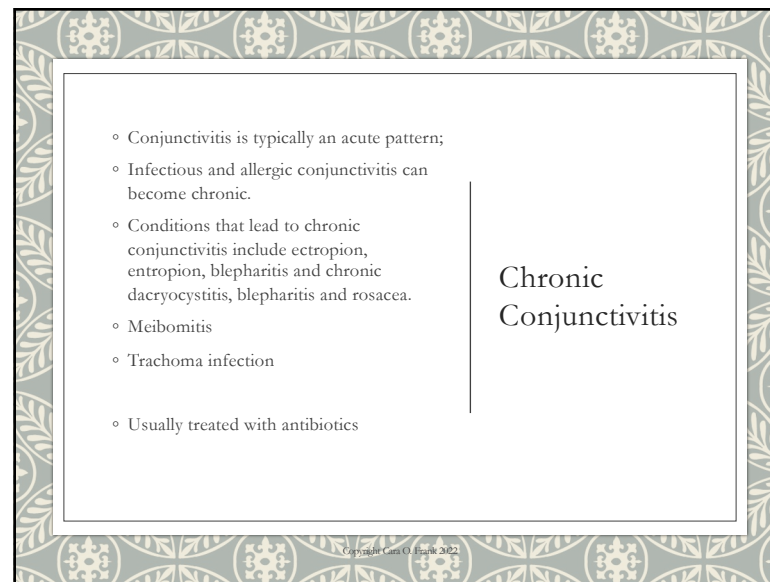 ° Conjunctivitis is typically an acute pattern;
° Infectious and allergic conjunctivitis can
become chronic.
° Conditions that lead to chronic
conjunctivitis include ectropion,
entropion, blepharitis and chronic
dacryocystitis, blepharitis and rosacea.
° Meibomitis
° Trachoma infection
° Usually treated with antibiotics
Chronic
Conjunctivitis
Copyright Cara O. Frank 2022